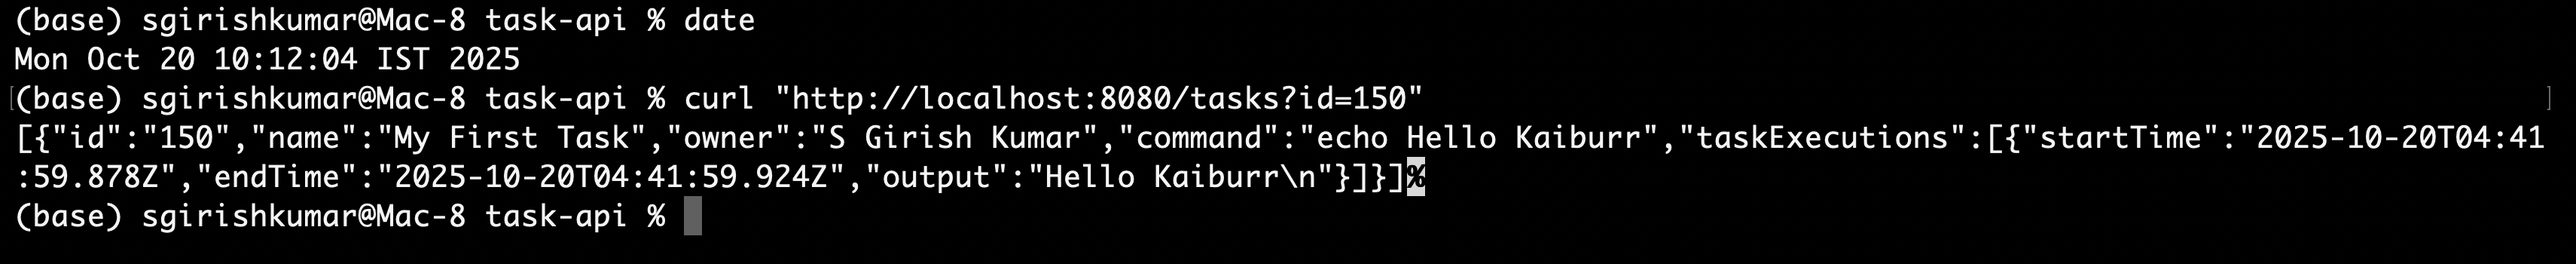 (base) sgirishkumar@Mac-8 task-api % date
Mon Oct 20 10:12:04 IST 2025
[(base) sgirishkumar@Mac-8 task-api % curl "http://localhost:8080/tasks?id=150" ]
[{"id":"150","name":"My First Task","owner":"S Girish Kumar","command":"echo Hello Kaiburr","taskExecutions":[{"startTime":"2025-10-20T04:41
:59.878Z","endTime":"2025-10-20T04:41:59.924Z","output":"Hello Kaiburr\n"}]}]%
(base) sgirishkumar@Mac-8 task-api %